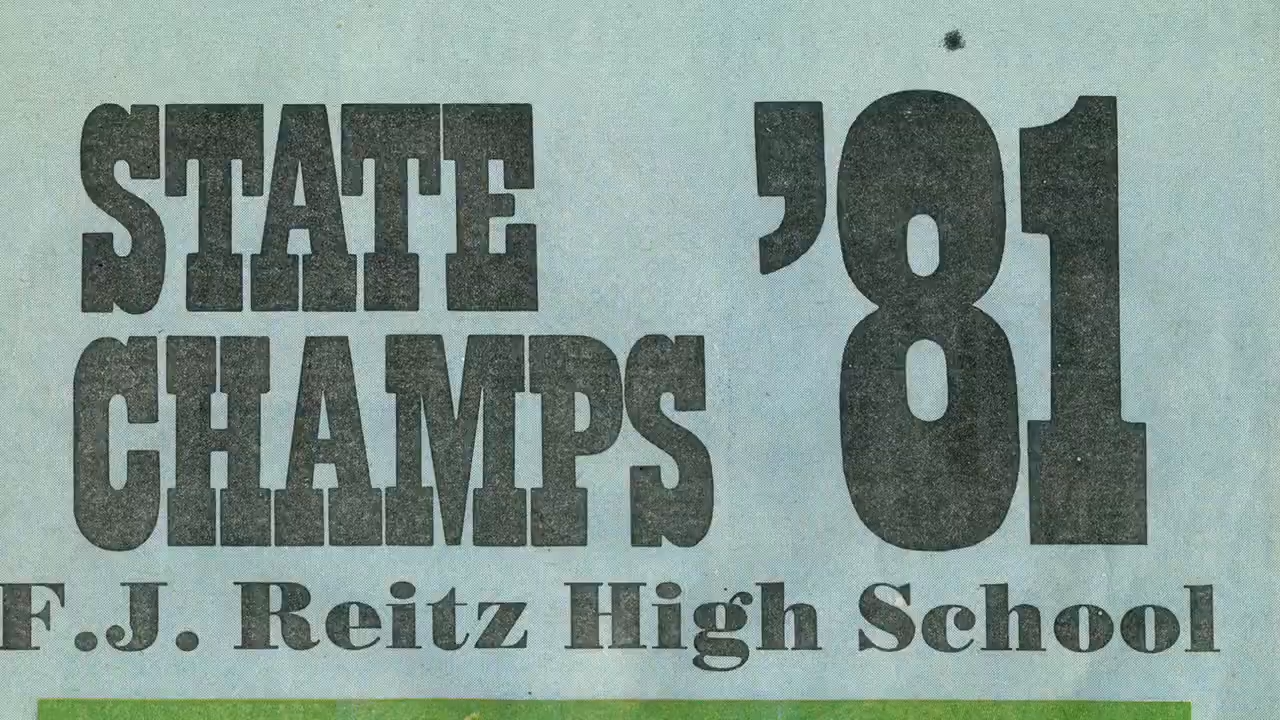 STATE
CHAMPS ’81
F.J. Reitz High School